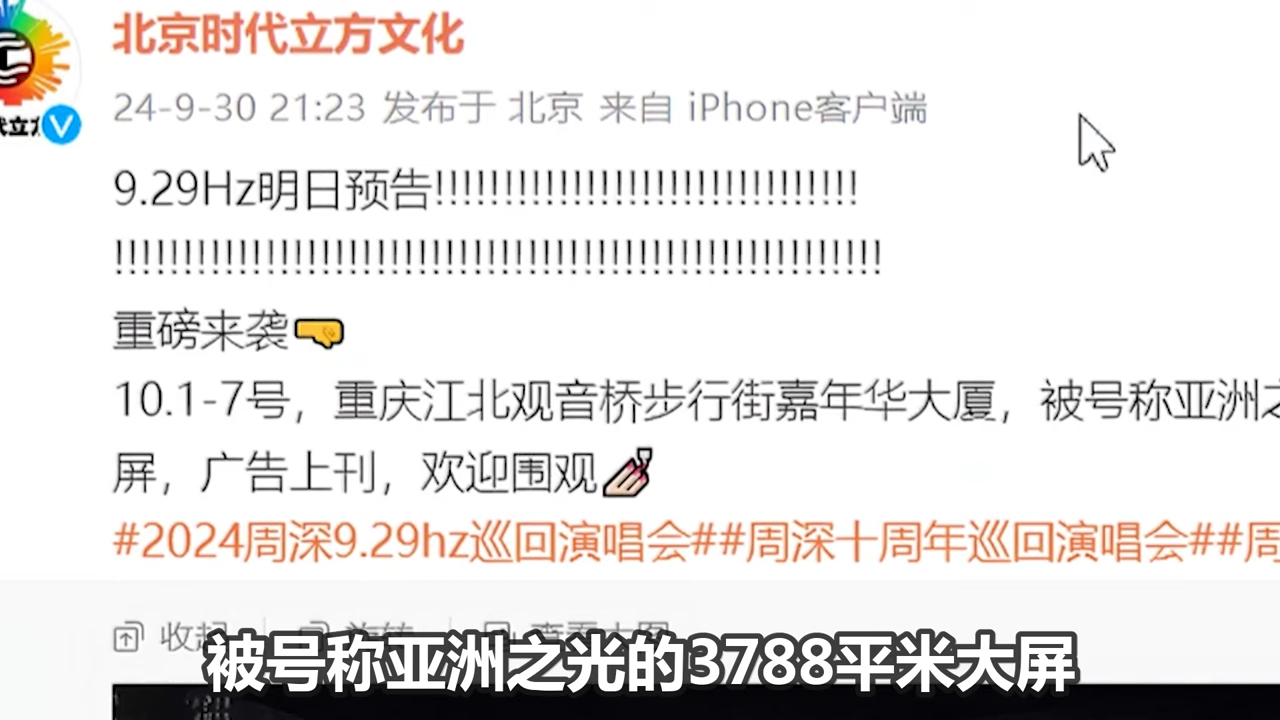 北京时代立方文化
24-9-30 21:23 发布于 北京 来自 iPhone客户端
9.29Hz明日预告!!!!!!!!!!!!!!!!!!!!!!!!!!!!!!!
!!!!!!!!!!!!!!!!!!!!!!!!!!!!!!!!!!!!!!!!!!!!!!!!!!!!!!!!
重磅来袭🤜
10.1-7号，重庆江北观音桥步行街嘉年华大厦，被号称亚洲之
屏，广告上刊，欢迎围观💅
#2024周深9.29hz巡回演唱会##周深十周年巡回演唱会##周
收起
被号称亚洲之光的3788平米大屏